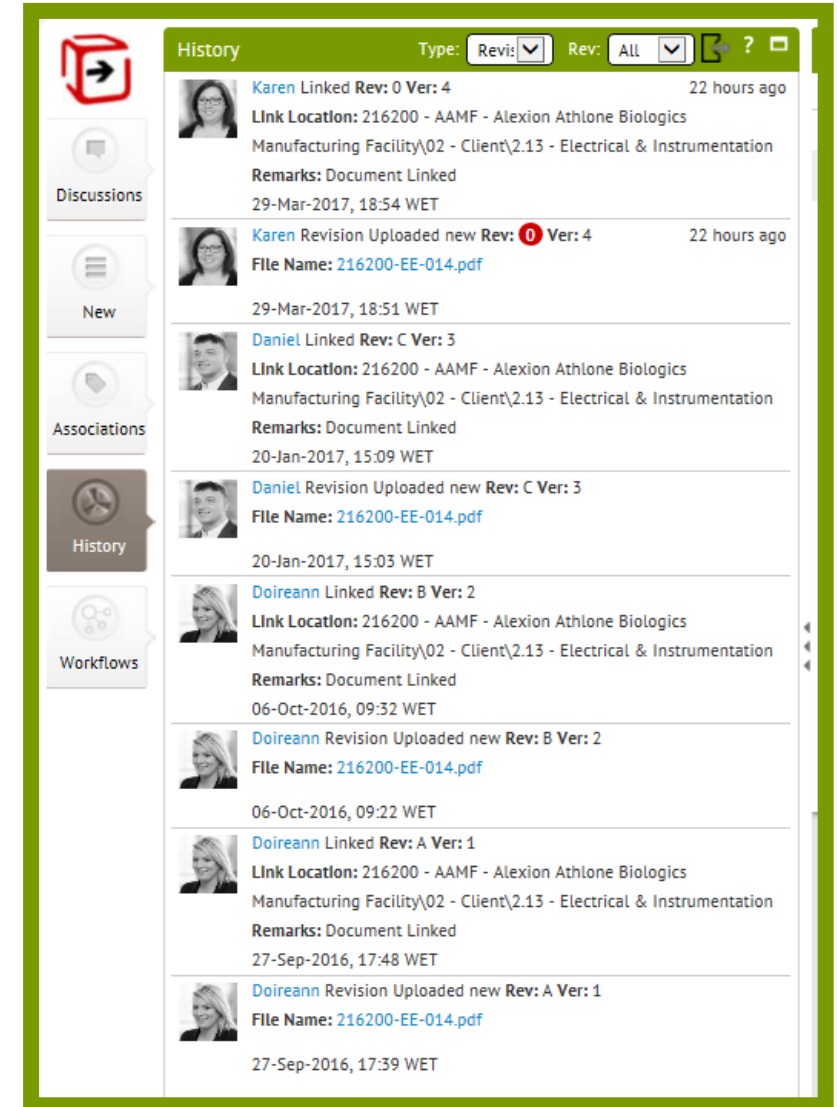 History Type: Revis Rev: All ?
Karen Linked Rev: 0 Ver: 4 22 hours ago
Link Location: 216200 - AAMF - Alexion Athlone Biologics
Manufacturing Facility\02 - Client\2.13 - Electrical & Instrumentation
Remarks: Document Linked
29-Mar-2017, 18:54 WET
Karen Revision Uploaded new Rev: 0 Ver: 4 22 hours ago
File Name: 216200-EE-014.pdf
29-Mar-2017, 18:51 WET
Daniel Linked Rev: C Ver: 3
Link Location: 216200 - AAMF - Alexion Athlone Biologics
Manufacturing Facility\02 - Client\2.13 - Electrical & Instrumentation
Remarks: Document Linked
20-Jan-2017, 15:09 WET
Daniel Revision Uploaded new Rev: C Ver: 3
File Name: 216200-EE-014.pdf
20-Jan-2017, 15:03 WET
Doireann Linked Rev: B Ver: 2
Link Location: 216200 - AAMF - Alexion Athlone Biologics
Manufacturing Facility\02 - Client\2.13 - Electrical & Instrumentation
Remarks: Document Linked
06-Oct-2016, 09:32 WET
Doireann Revision Uploaded new Rev: B Ver: 2
File Name: 216200-EE-014.pdf
06-Oct-2016, 09:22 WET
Doireann Linked Rev: A Ver: 1
Link Location: 216200 - AAMF - Alexion Athlone Biologics
Manufacturing Facility\02 - Client\2.13 - Electrical & Instrumentation
Remarks: Document Linked
27-Sep-2016, 17:48 WET
Doireann Revision Uploaded new Rev: A Ver: 1
File Name: 216200-EE-014.pdf
27-Sep-2016, 17:39 WET
Discussions
New
Associations
History
Workflows